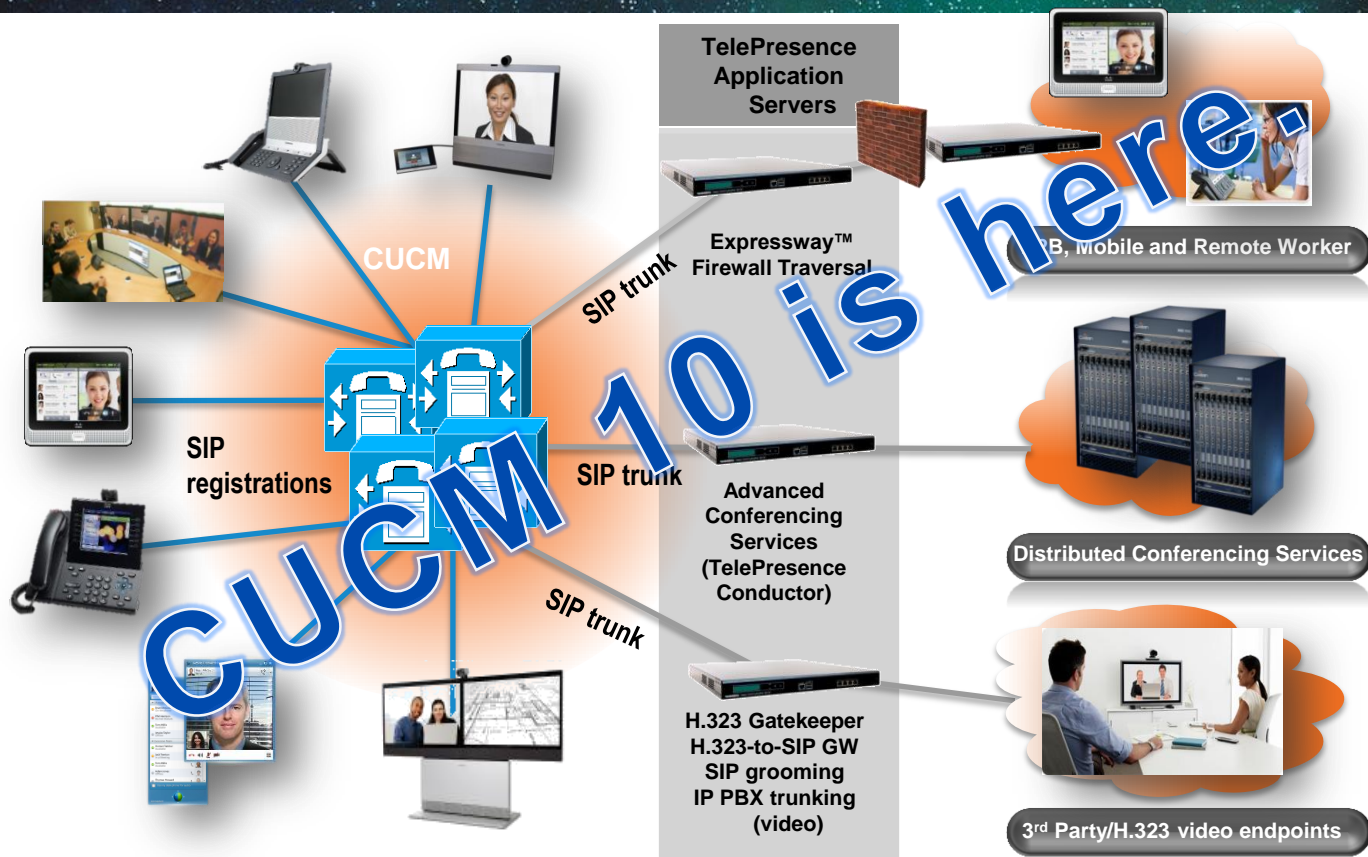 TelePresence
Application
Servers
CUCM
SIP trunk
Expressway™
Firewall Traversal
B, Mobile and Remote Worker
SIP
registrations
SIP trunk
Advanced
Conferencing
Services
(TelePresence
Conductor)
Distributed Conferencing Services
SIP trunk
H.323 Gatekeeper
H.323-to-SIP GW
SIP grooming
IP PBX trunking
(video)
3rd Party/H.323 video endpoints
CUCM 10 is here.